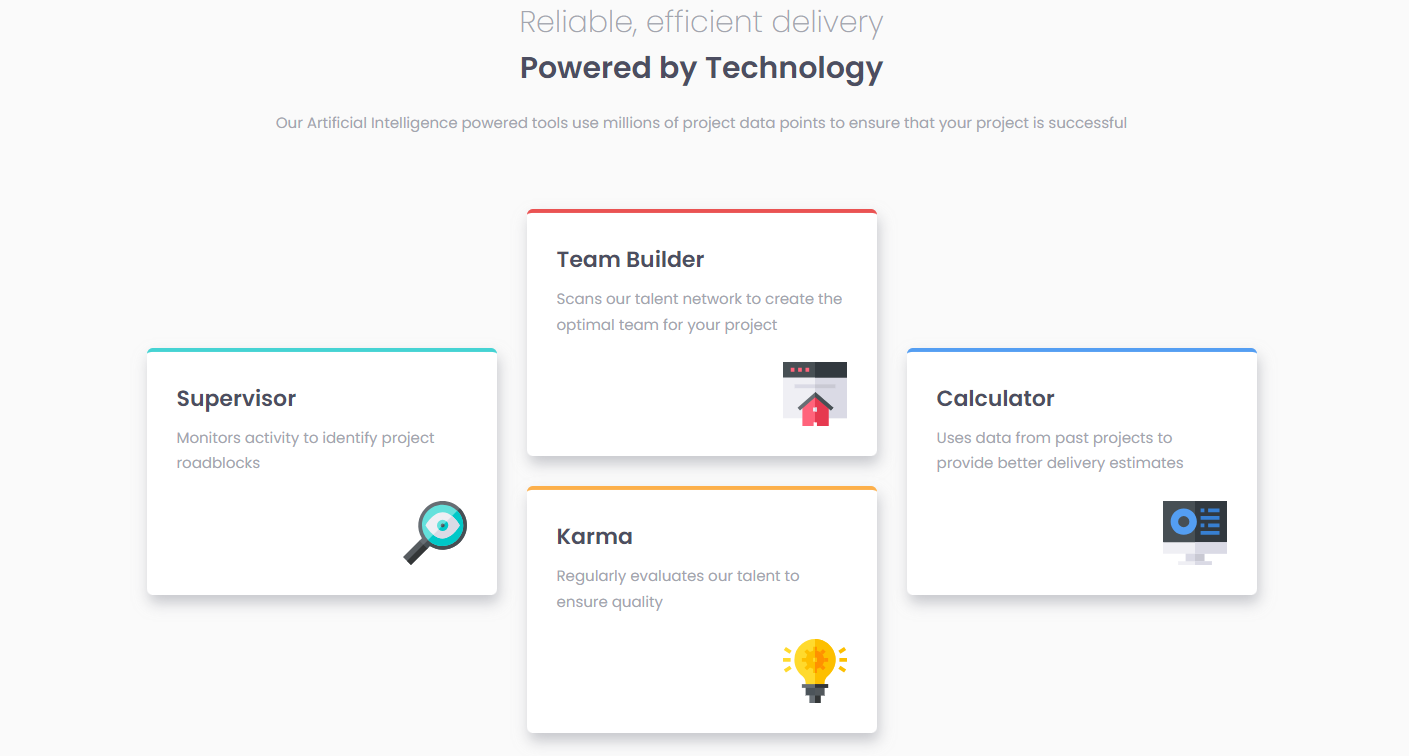 Reliable, efficient delivery
Powered by Technology
Our Artificial Intelligence powered tools use millions of project data points to ensure that your project is successful
Supervisor
Monitors activity to identify project
roadblocks
Team Builder
Scans our talent network to create the
optimal team for your project
Karma
Regularly evaluates our talent to
ensure quality
Calculator
Uses data from past projects to
provide better delivery estimates